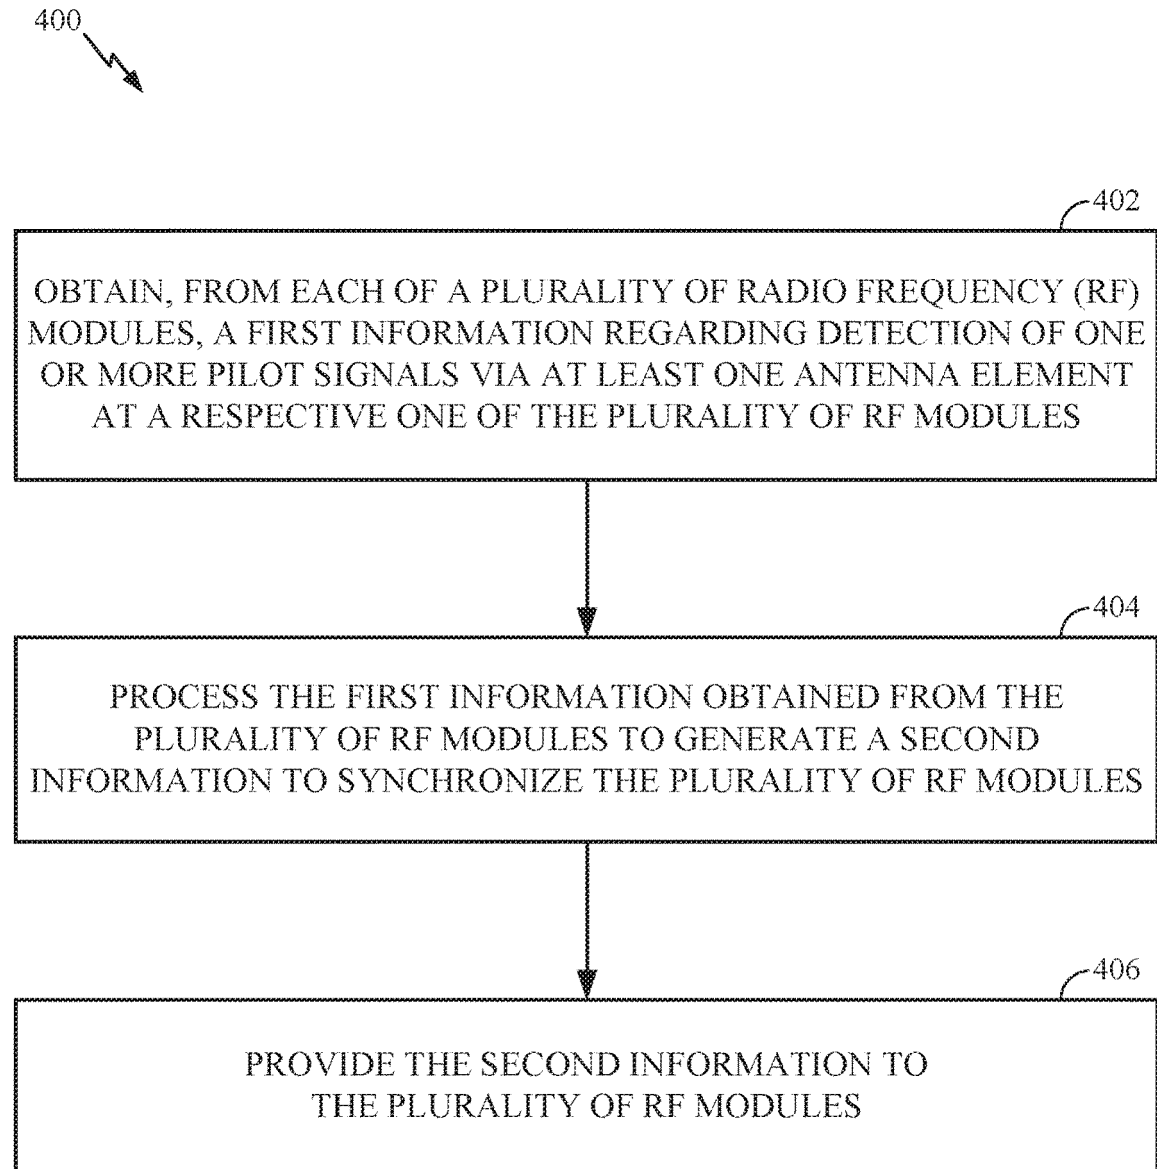 400
402
OBTAIN, FROM EACH OF A PLURALITY OF RADIO FREQUENCY (RF)
MODULES, A FIRST INFORMATION REGARDING DETECTION OF ONE
OR MORE PILOT SIGNALS VIA AT LEAST ONE ANTENNA ELEMENT
AT A RESPECTIVE ONE OF THE PLURALITY OF RF MODULES
404
PROCESS THE FIRST INFORMATION OBTAINED FROM THE
PLURALITY OF RF MODULES TO GENERATE A SECOND
INFORMATION TO SYNCHRONIZE THE PLURALITY OF RF MODULES
406
PROVIDE THE SECOND INFORMATION TO
THE PLURALITY OF RF MODULES